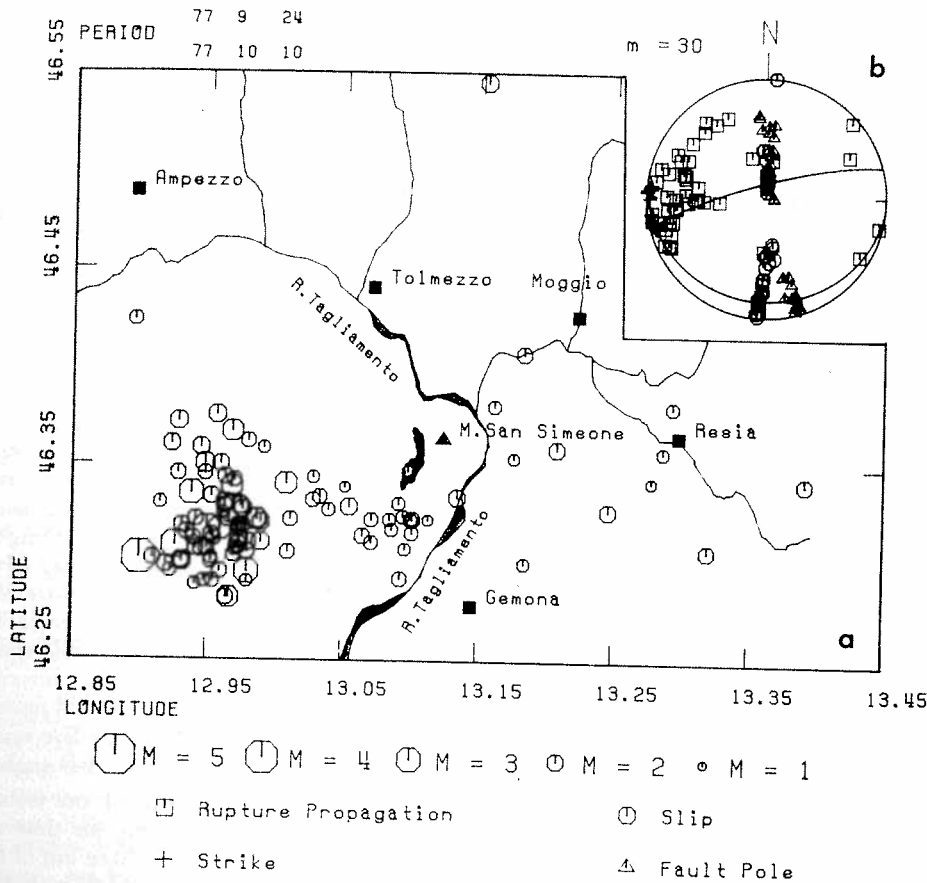 77 9 24
PERIOD
77 10 10
m = 30
N
b
46.55
Ampezzo
46.45
Tolmezzo
Moggio
R.Tagliamento
M.San Simeone
Resia
46.35
R.Tagliamento
Gemona
LATITUDE
46.25
a
12.85 12.95 13.05 13.15 13.25 13.35 13.45
LONGITUDE
M = 5 M = 4 M = 3 M = 2 M = 1
Rupture Propagation
Slip
Strike
Fault Pole